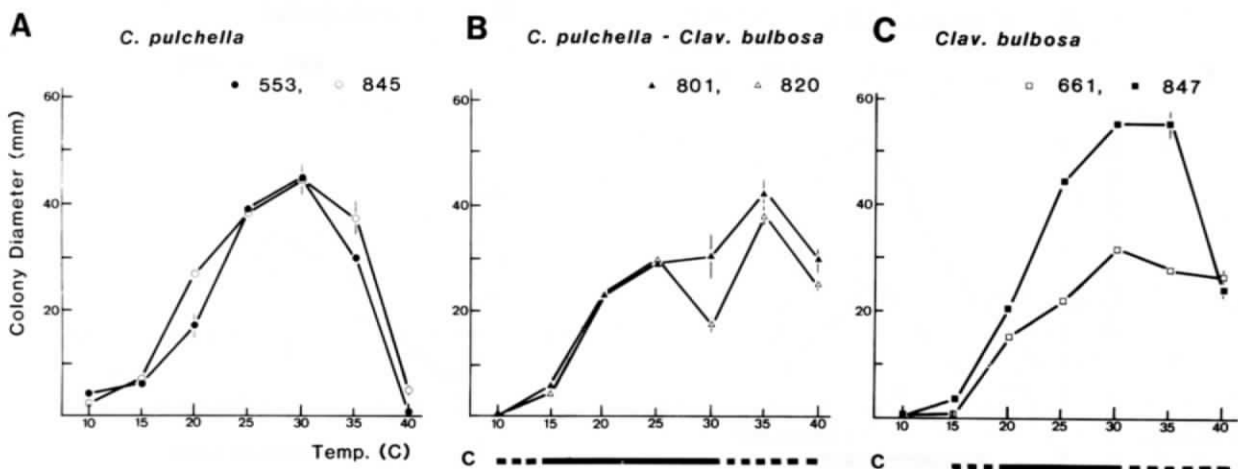 A C. pulchella
553, 845
60
40
20
10 15 20 25 30 35 40
Colony Diameter (mm)
Temp. (C)
B C. pulchella - Clav. bulbosa
801, 820
60
40
20
10 15 20 25 30 35 40
C
C Clav. bulbosa
661, 847
60
40
20
10 15 20 25 30 35 40
C